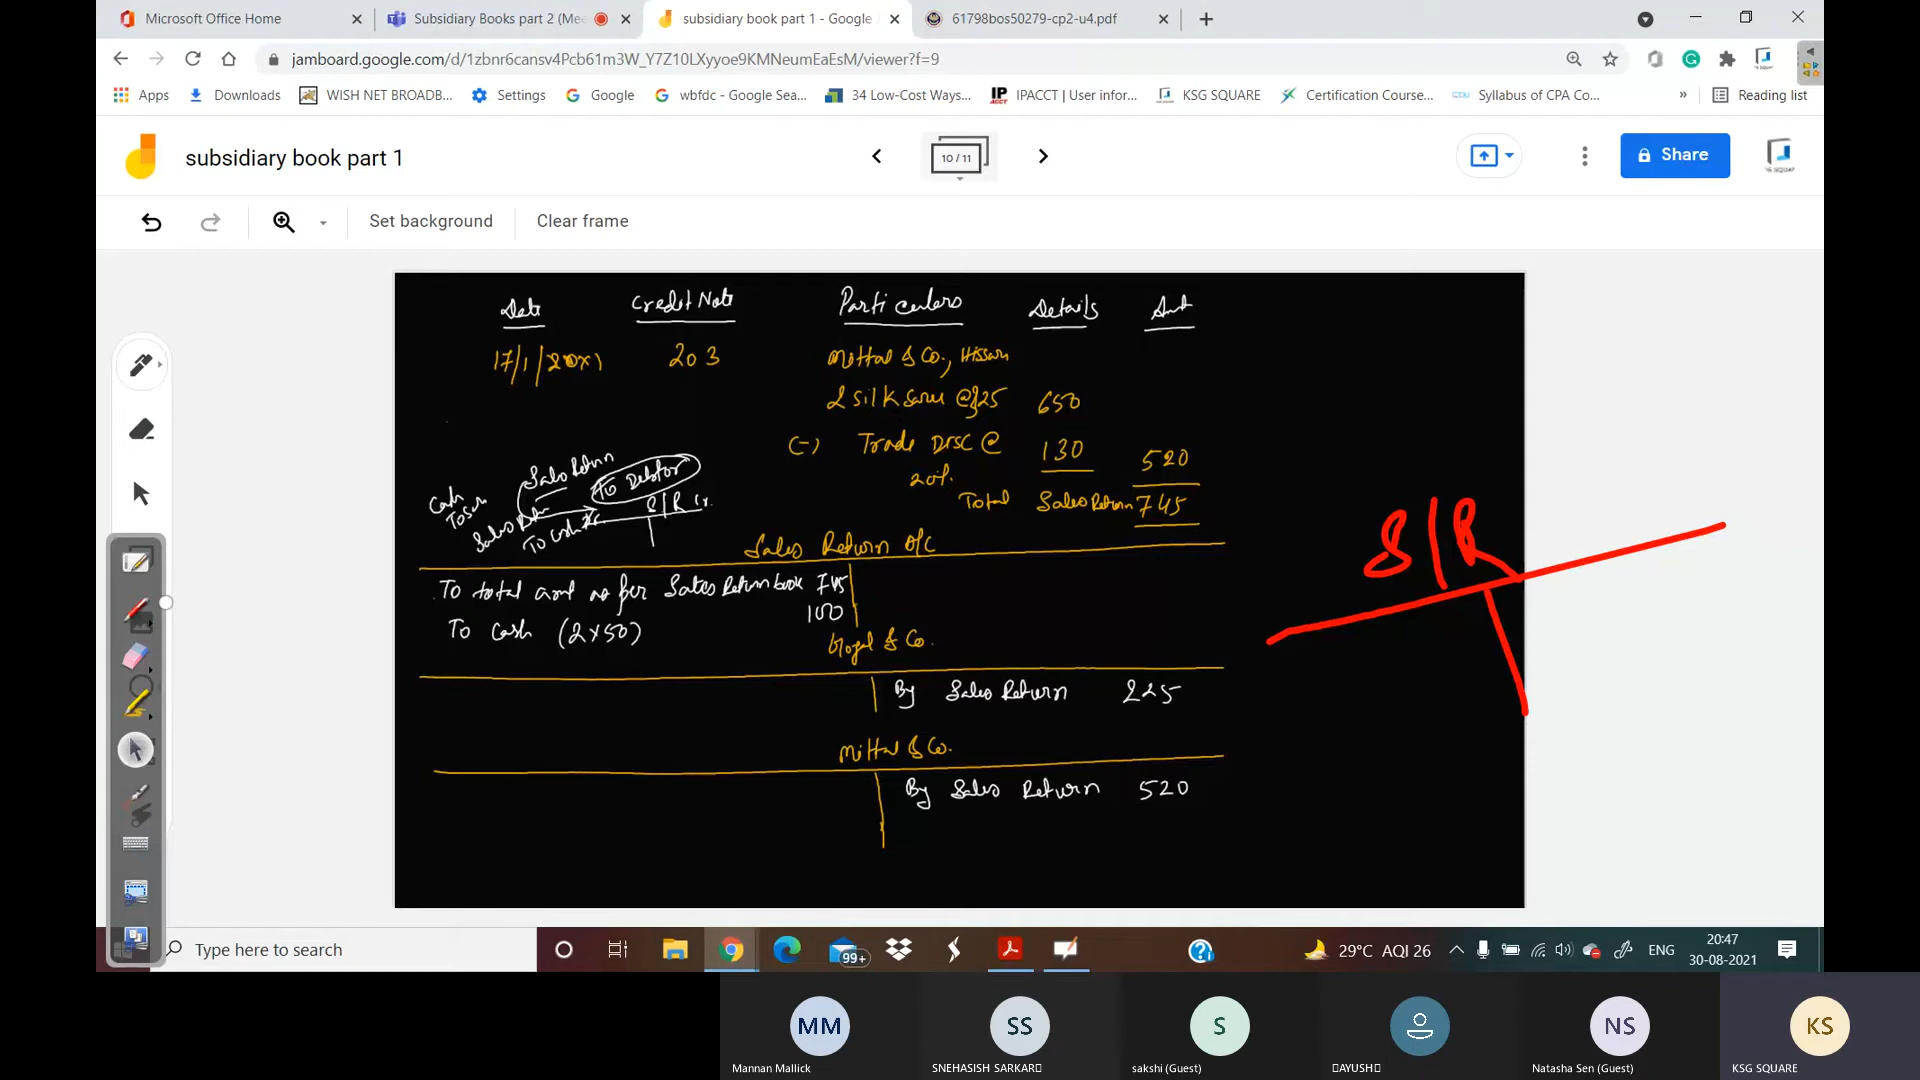 Microsoft Office Home
Subsidiary Books part 2 (Mee
subsidiary book part 1 - Google J
61798bos50279-cp2-u4.pdf
jamboard.google.com/d/1zbnr6cansv4Pcb61m3W_Y7Z10LXyyoe9KMNeumEaEsM/viewer?f=9
Apps
Downloads
WISH NET BROADB...
Settings
Google
wbfdc - Google Sea...
34 Low-Cost Ways...
IPACCT | User infor...
KSG SQUARE
Certification Course...
Syllabus of CPA Co...
»
Reading list
subsidiary book part 1
10 / 11
Share
Set background
Clear frame
Date Credit Note Particulars Details Amt
17/1/20x1 203 Mittal & Co., Hissar
2 silk saree @325 650
(-) Trade Disc @ 130 520
20%.
Total Sales Return 745
Sales Return
To Debtor
Cash
To Cash
S/R
Sales Return A/C
To total amt as per Sales Return book 745
To Cash (2x50) 100
& Co.
By Sales Return 225
Mittal & Co.
By Sales Return 520
S/R
Type here to search
99+
29°C AQI 26
ENG
20:47
30-08-2021
MM
SS
S
NS
KS
Mannan Mallick
SNEHASISH SARKAR
sakshi (Guest)
AYUSH
Natasha Sen (Guest)
KSG SQUARE